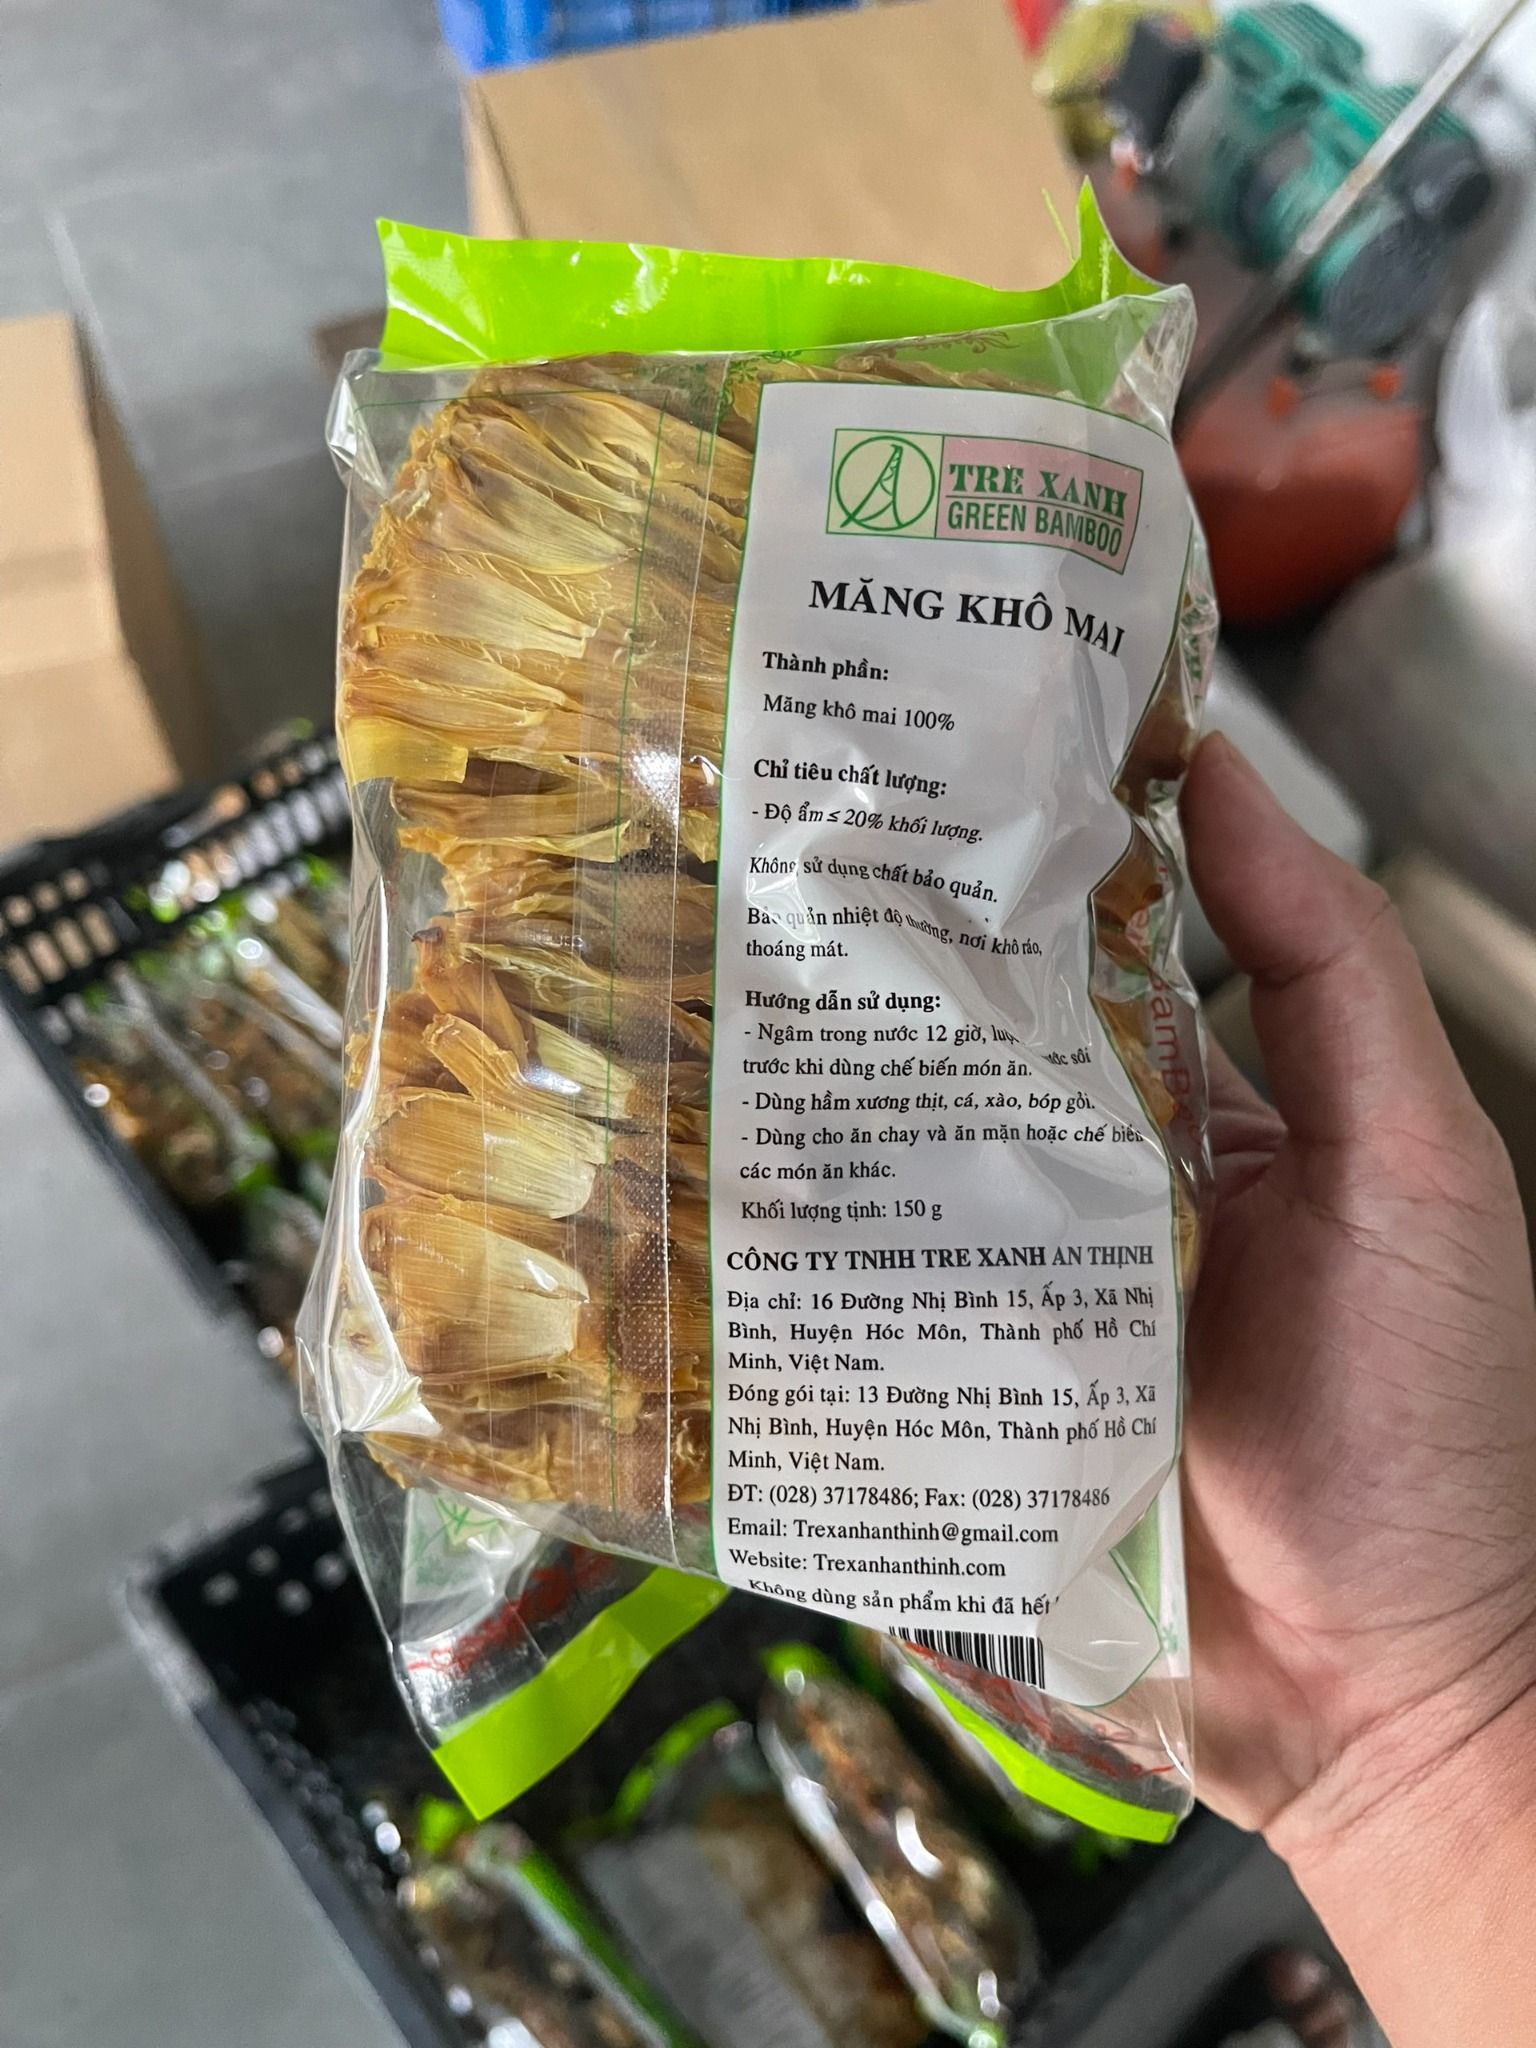 TRE XANH
GREEN BAMBOO
MĂNG KHÔ MAI
Thành phần:
Măng khô mai 100%
Chỉ tiêu chất lượng:
- Độ ẩm ≤ 20% khối lượng.
Không sử dụng chất bảo quản.
Bảo quản nhiệt độ thường, nơi khô ráo,
thoáng mát.
Hướng dẫn sử dụng:
- Ngâm trong nước 12 giờ, sôi
trước khi dùng chế biến món ăn.
- Dùng hầm xương thịt, cá, xào, bóp gỏi.
- Dùng cho ăn chay và ăn mặn hoặc chế biến
các món ăn khác.
Khối lượng tịnh: 150 g
CÔNG TY TNHH TRE XANH AN THỊNH
Địa chỉ: 16 Đường Nhị Bình 15, Ấp 3, Xã Nhị
Bình, Huyện Hóc Môn, Thành phố Hồ Chí
Minh, Việt Nam.
Đóng gói tại: 13 Đường Nhị Bình 15, Ấp 3, Xã
Nhị Bình, Huyện Hóc Môn, Thành phố Hồ Chí
Minh, Việt Nam.
ĐT: (028) 37178486; Fax: (028) 37178486
Email: Trexanhanthinh@gmail.com
Website: Trexanhanthinh.com
Không dùng sản phẩm khi đã hết